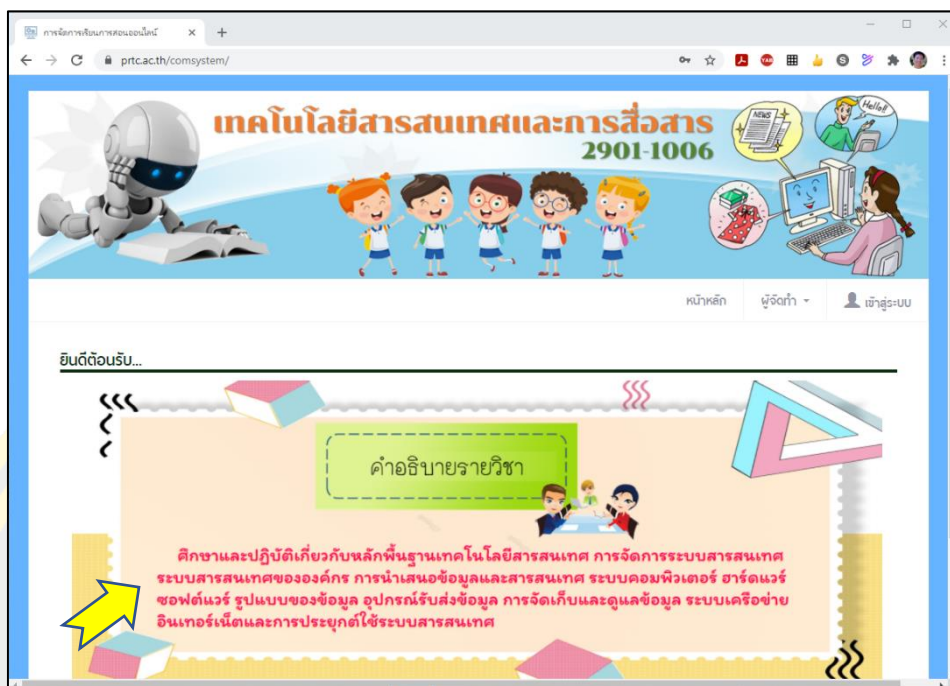 การจัดการเรียนการสอนออนไลน์
prtc.ac.th/comsystem/
เทคโนโลยีสารสนเทศและการสื่อสาร
2901-1006
NEWS
Hello!
หน้าหลัก ผู้จัดทำ เข้าสู่ระบบ
ยินดีต้อนรับ...
คำอธิบายรายวิชา
ศึกษาและปฏิบัติเกี่ยวกับหลักพื้นฐานเทคโนโลยีสารสนเทศ การจัดการระบบสารสนเทศ
ระบบสารสนเทศขององค์กร การนำเสนอข้อมูลและสารสนเทศ ระบบคอมพิวเตอร์ ฮาร์ดแวร์
ซอฟต์แวร์ รูปแบบของข้อมูล อุปกรณ์รับส่งข้อมูล การจัดเก็บและดูแลข้อมูล ระบบเครือข่าย
อินเทอร์เน็ตและการประยุกต์ใช้ระบบสารสนเทศ